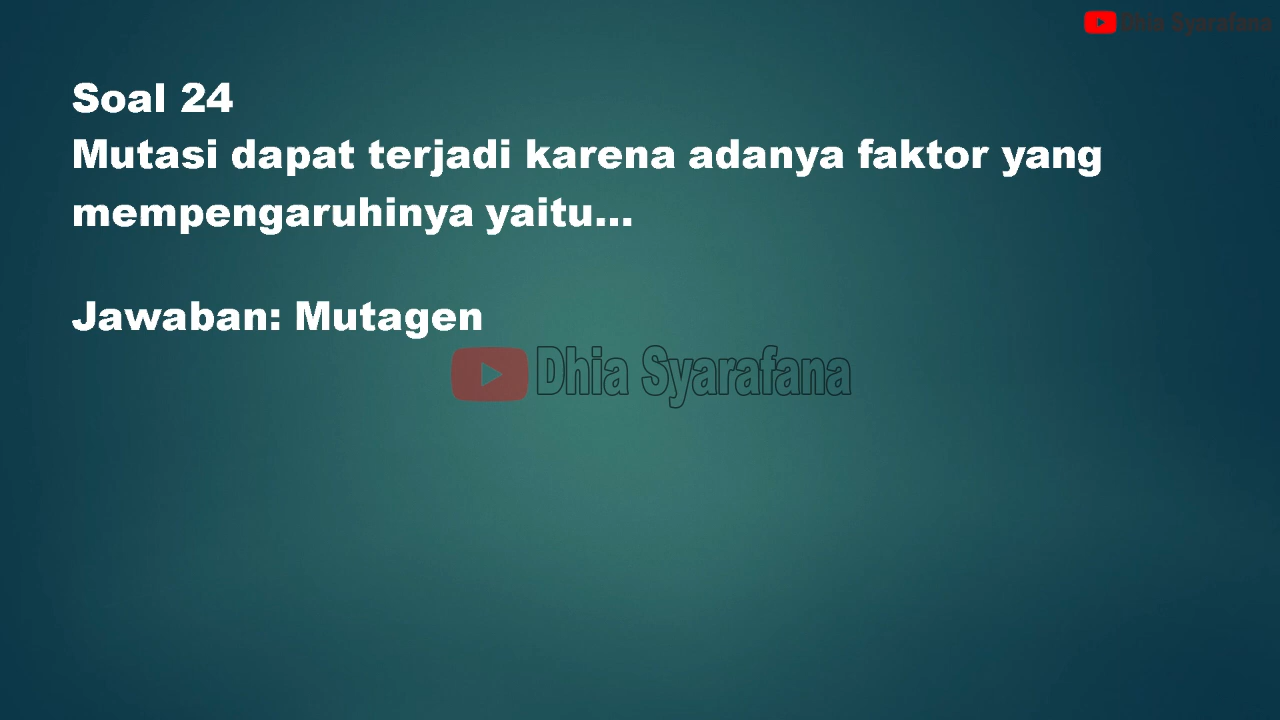 Dhia Syarafana
Soal 24
Mutasi dapat terjadi karena adanya faktor yang
mempengaruhinya yaitu...
Jawaban: Mutagen
Dhia Syarafana